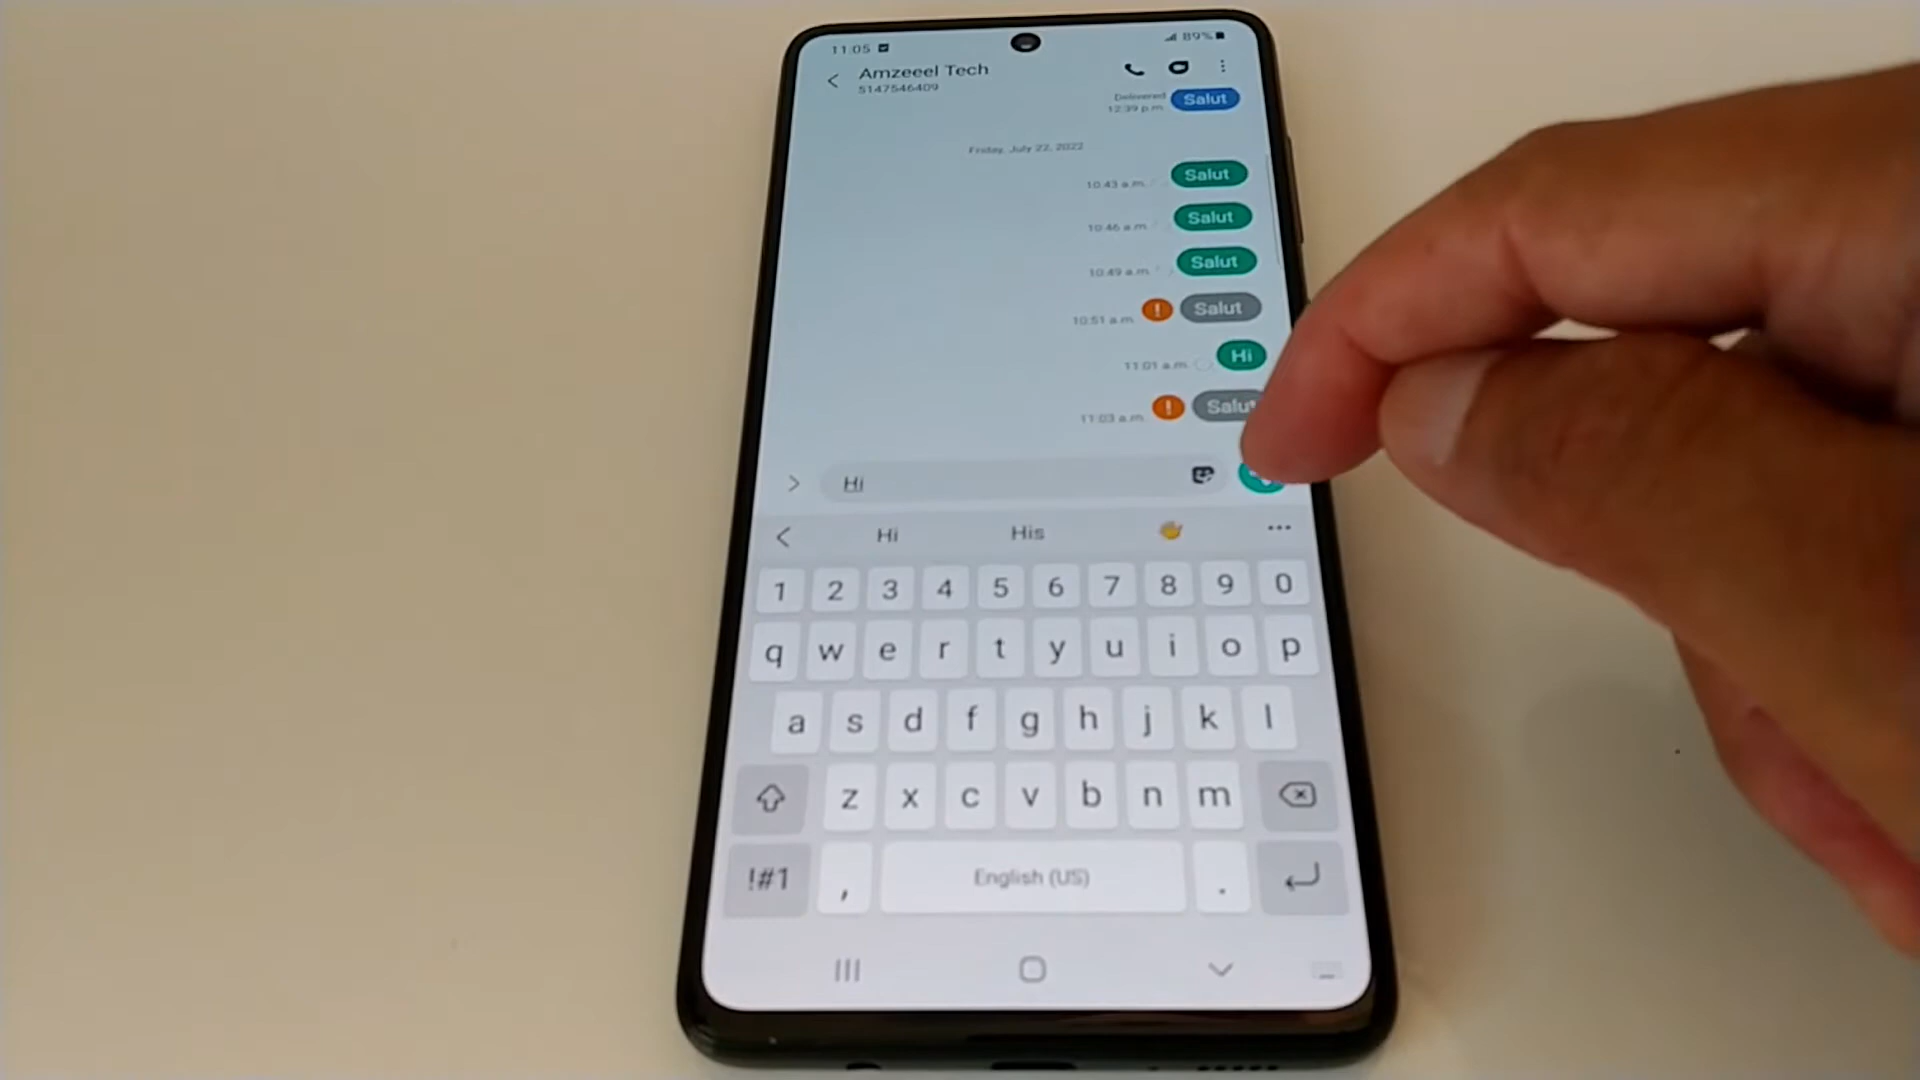 11:05
89%
Amzeeel Tech
5147546409
Delivered
12:39 p.m.
Salut
Friday, July 22, 2022
Salut
10:43 a.m.
Salut
10:46 a.m.
Salut
10:49 a.m.
! Salut
10:51 a.m.
Hi
11:01 a.m.
! Salut
11:03 a.m.
Hi
Hi His
1 2 3 4 5 6 7 8 9 0
q w e r t y u i o p
a s d f g h j k l
z x c v b n m
!#1 , English (US) .